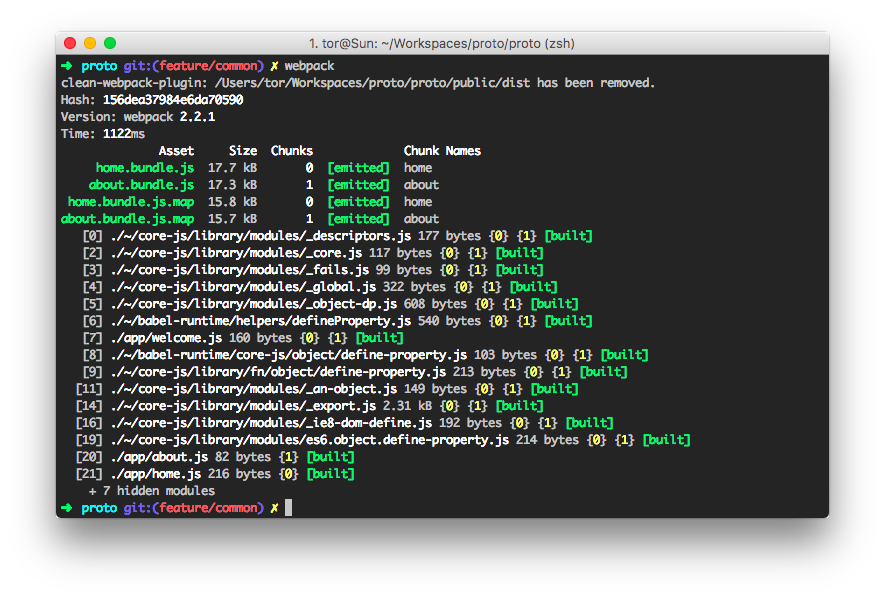 1. tor@Sun: ~/Workspaces/proto/proto (zsh)
➜ proto git:(feature/common) ✗ webpack
clean-webpack-plugin: /Users/tor/Workspaces/proto/proto/public/dist has been removed.
Hash: 156dea37984e6da70590
Version: webpack 2.2.1
Time: 1122ms
Asset Size Chunks Chunk Names
home.bundle.js 17.7 kB 0 [emitted] home
about.bundle.js 17.3 kB 1 [emitted] about
home.bundle.js.map 15.8 kB 0 [emitted] home
about.bundle.js.map 15.7 kB 1 [emitted] about
[0] ./~/core-js/library/modules/_descriptors.js 177 bytes {0} {1} [built]
[2] ./~/core-js/library/modules/_core.js 117 bytes {0} {1} [built]
[3] ./~/core-js/library/modules/_fails.js 99 bytes {0} {1} [built]
[4] ./~/core-js/library/modules/_global.js 322 bytes {0} {1} [built]
[5] ./~/core-js/library/modules/_object-dp.js 608 bytes {0} {1} [built]
[6] ./~/babel-runtime/helpers/defineProperty.js 540 bytes {0} {1} [built]
[7] ./app/welcome.js 160 bytes {0} {1} [built]
[8] ./~/babel-runtime/core-js/object/define-property.js 103 bytes {0} {1} [built]
[9] ./~/core-js/library/fn/object/define-property.js 213 bytes {0} {1} [built]
[11] ./~/core-js/library/modules/_an-object.js 149 bytes {0} {1} [built]
[14] ./~/core-js/library/modules/_export.js 2.31 kB {0} {1} [built]
[16] ./~/core-js/library/modules/_ie8-dom-define.js 192 bytes {0} {1} [built]
[19] ./~/core-js/library/modules/es6.object.define-property.js 214 bytes {0} {1} [built]
[20] ./app/about.js 82 bytes {1} [built]
[21] ./app/home.js 216 bytes {0} [built]
+ 7 hidden modules
➜ proto git:(feature/common) ✗